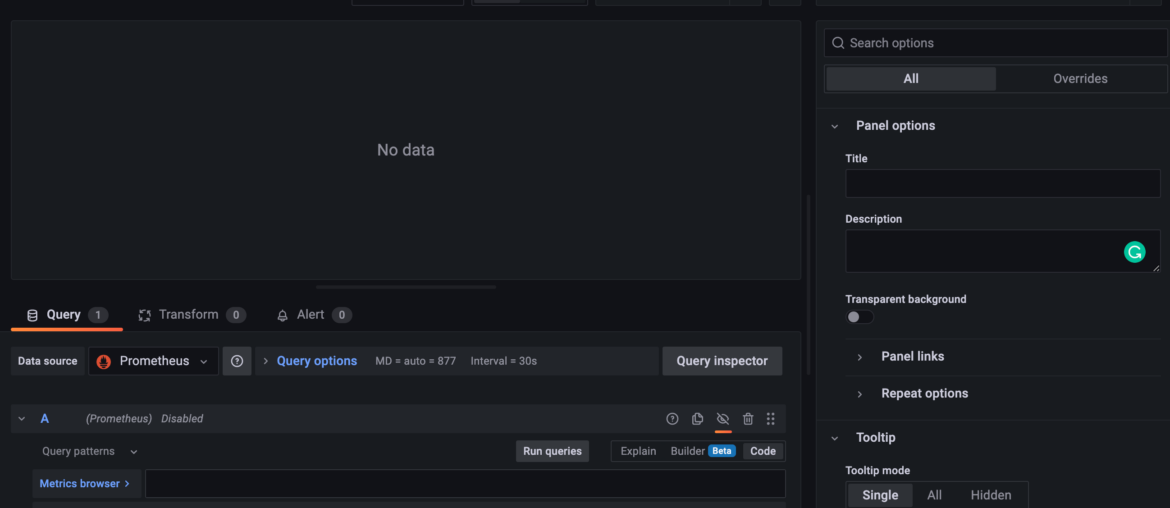 Search options
All Overrides
No data
Panel options
Title
Description
Transparent background
Panel links
Repeat options
Tooltip
Tooltip mode
Single All Hidden
Query 1 Transform 0 Alert 0
Data source Prometheus Query options MD = auto = 877 Interval = 30s Query inspector
A (Prometheus) Disabled
Query patterns Run queries Explain Builder Beta Code
Metrics browser >